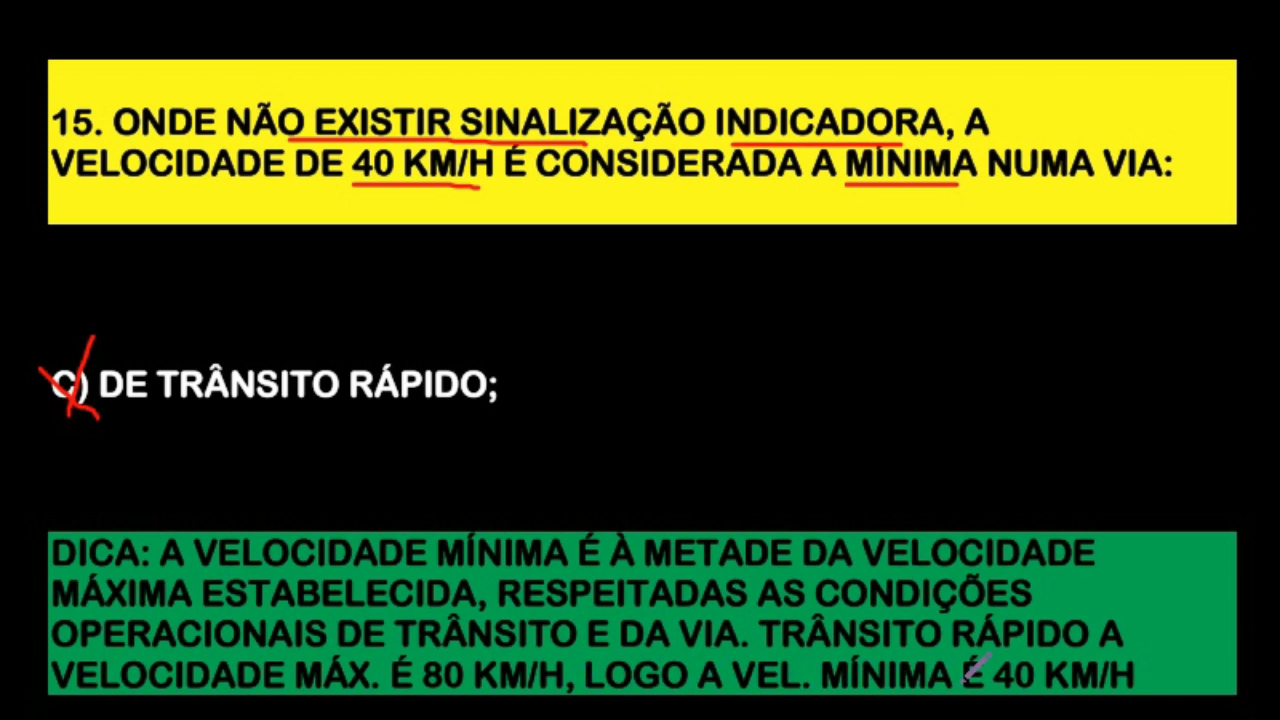 15. ONDE NÃO EXISTIR SINALIZAÇÃO INDICADORA, A
VELOCIDADE DE 40 KM/H É CONSIDERADA A MÍNIMA NUMA VIA:
C) DE TRÂNSITO RÁPIDO;
DICA: A VELOCIDADE MÍNIMA É À METADE DA VELOCIDADE
MÁXIMA ESTABELECIDA, RESPEITADAS AS CONDIÇÕES
OPERACIONAIS DE TRÂNSITO E DA VIA. TRÂNSITO RÁPIDO A
VELOCIDADE MÁX. É 80 KM/H, LOGO A VEL. MÍNIMA É 40 KM/H